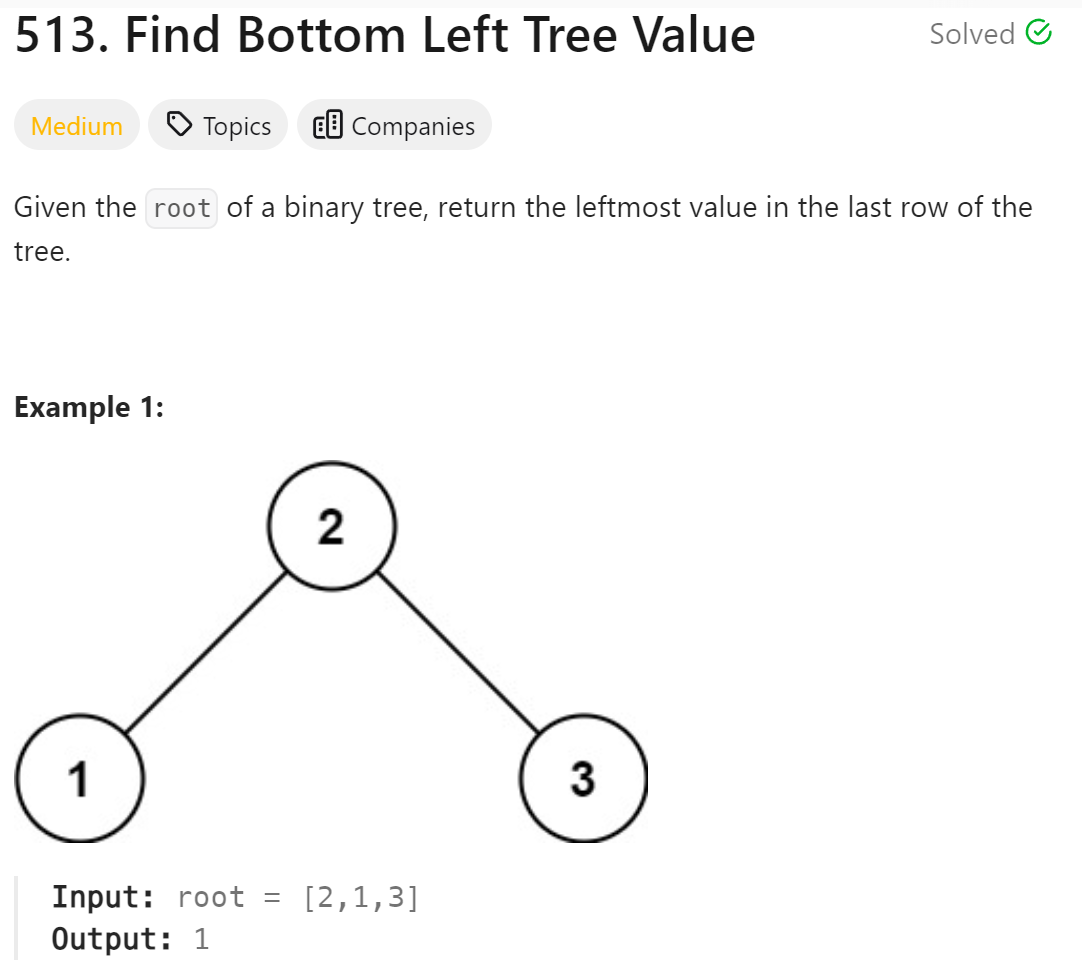 513. Find Bottom Left Tree Value
Solved
Medium
Topics
Companies
Given the root of a binary tree, return the leftmost value in the last row of the
tree.
Example 1:
2
1
3
Input: root = [2,1,3]
Output: 1